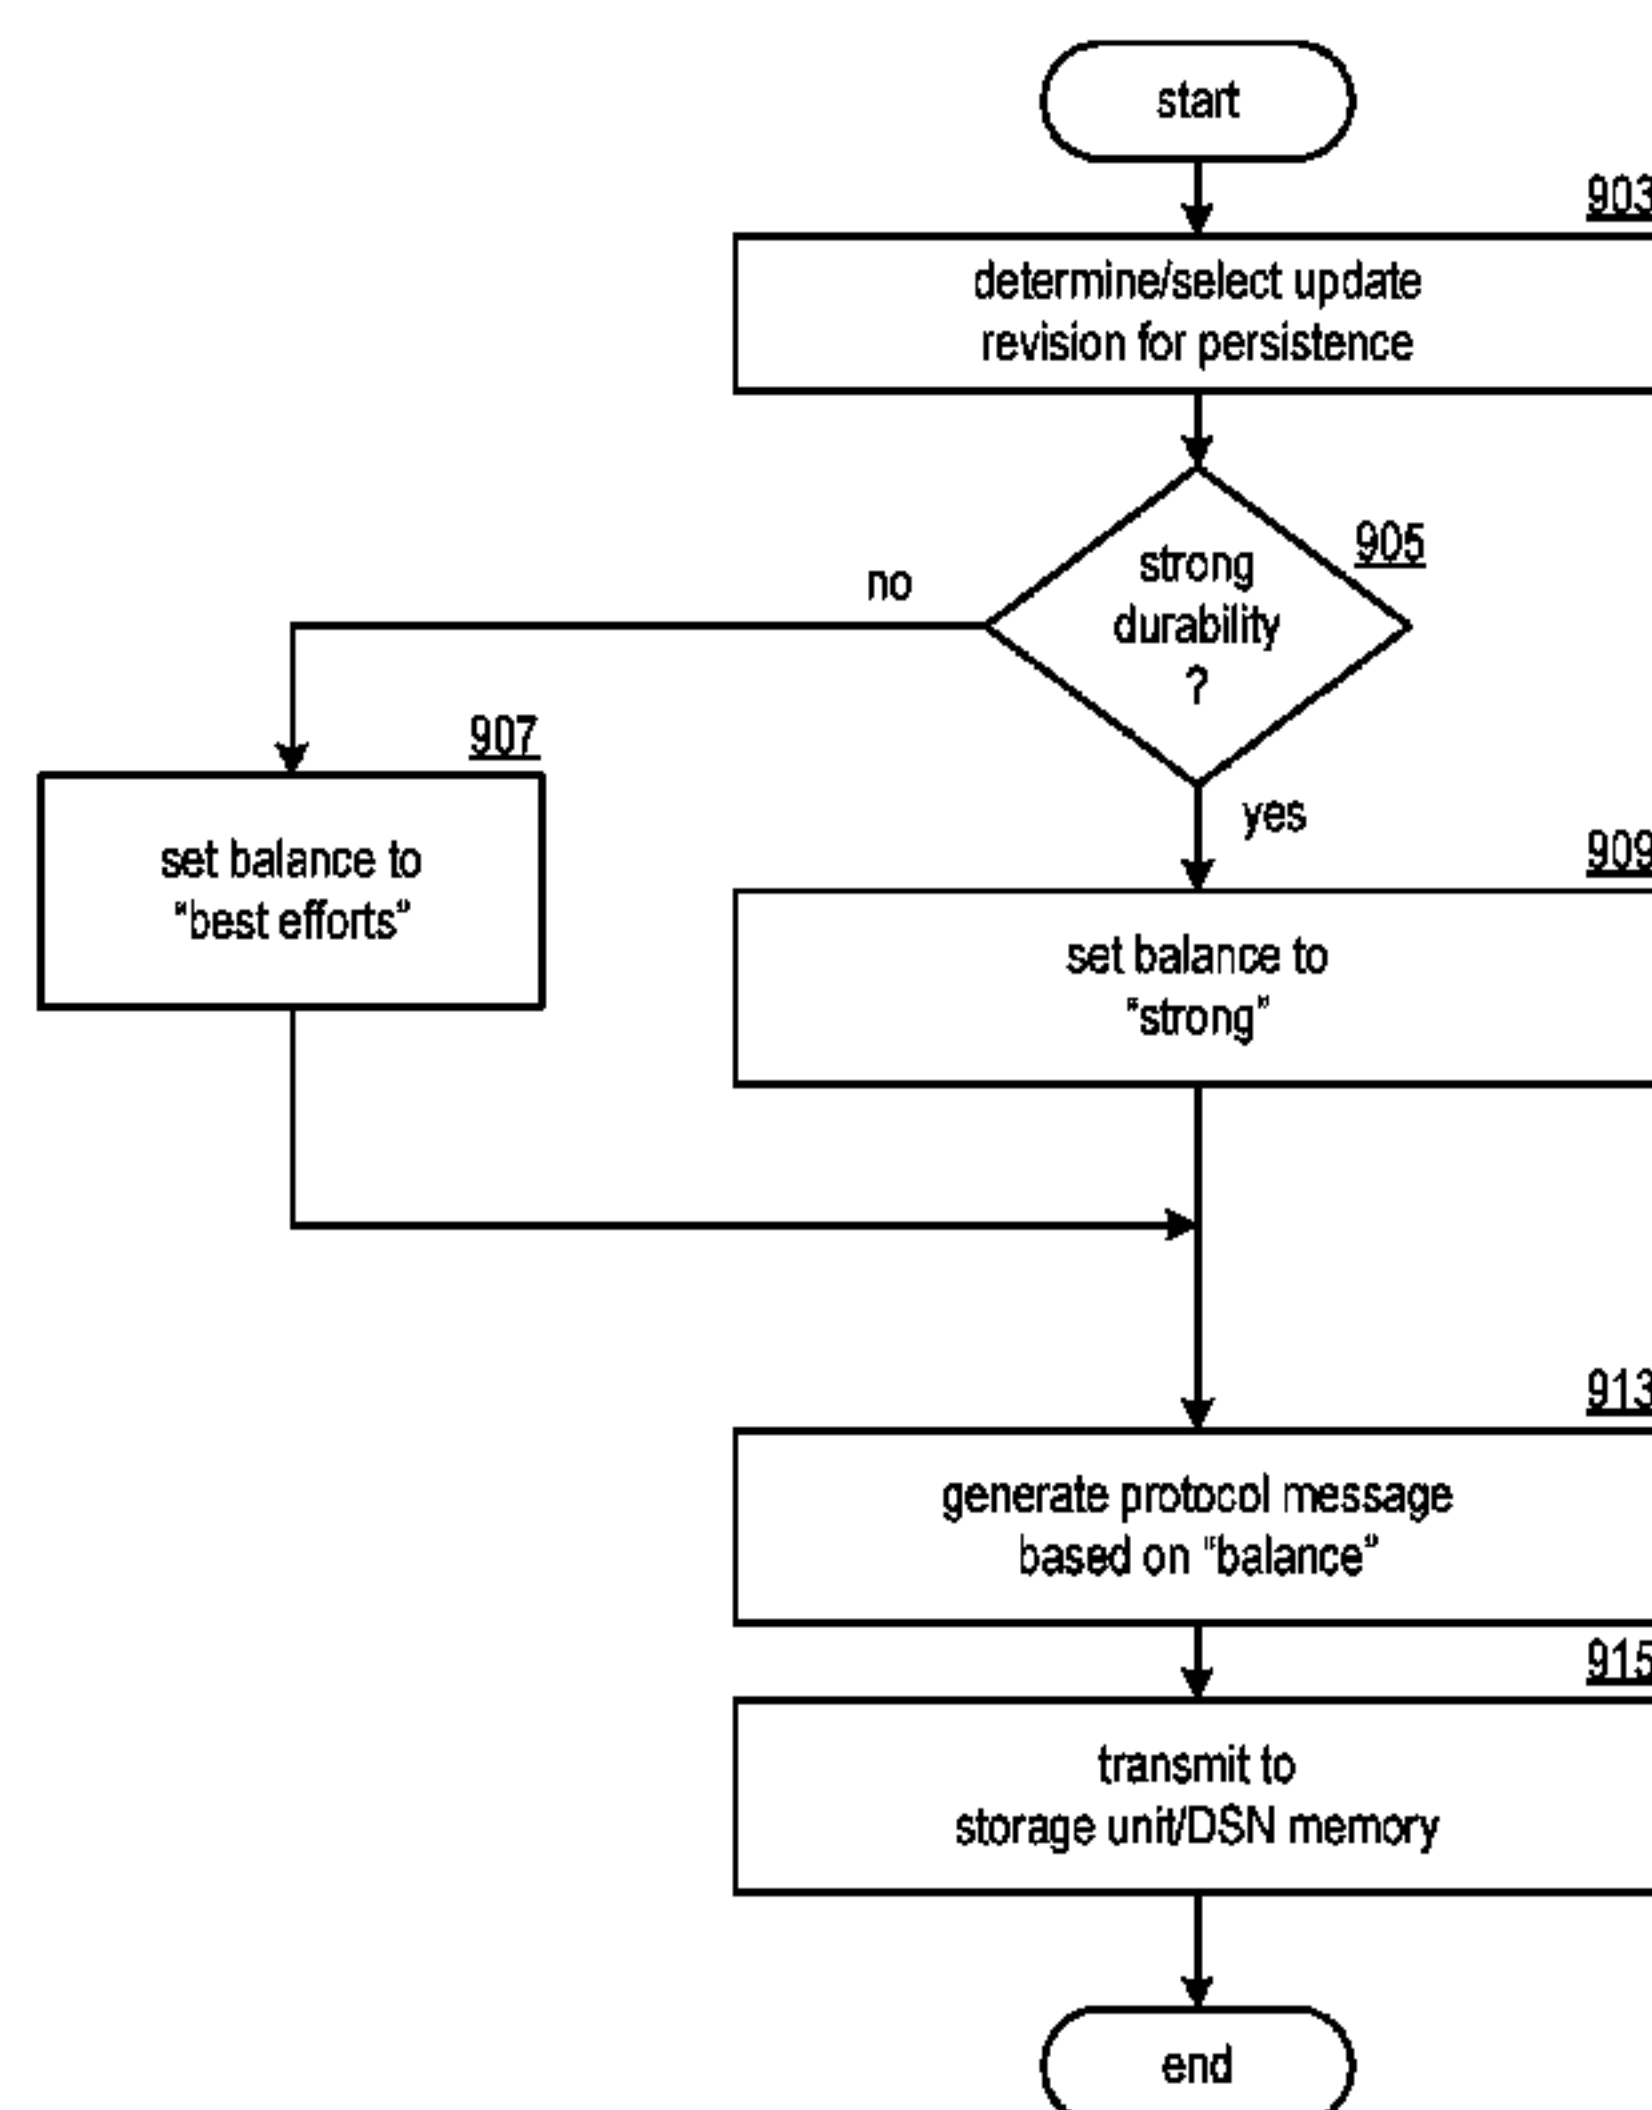 start
903
determine/select update
revision for persistence
905
strong
durability
?
no
yes
907
set balance to
"best efforts"
909
set balance to
"strong"
913
generate protocol message
based on "balance"
915
transmit to
storage unit/DSN memory
end